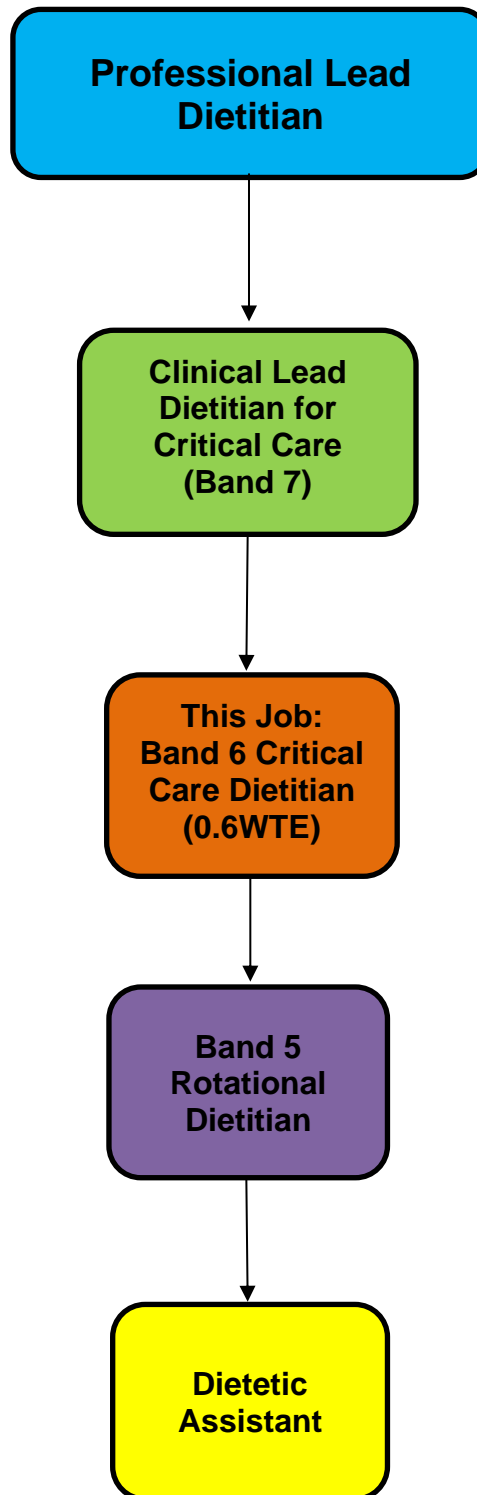 Professional Lead
Dietitian
Clinical Lead
Dietitian for
Critical Care
(Band 7)
This Job:
Band 6 Critical
Care Dietitian
(0.6WTE)
Band 5
Rotational
Dietitian
Dietetic
Assistant